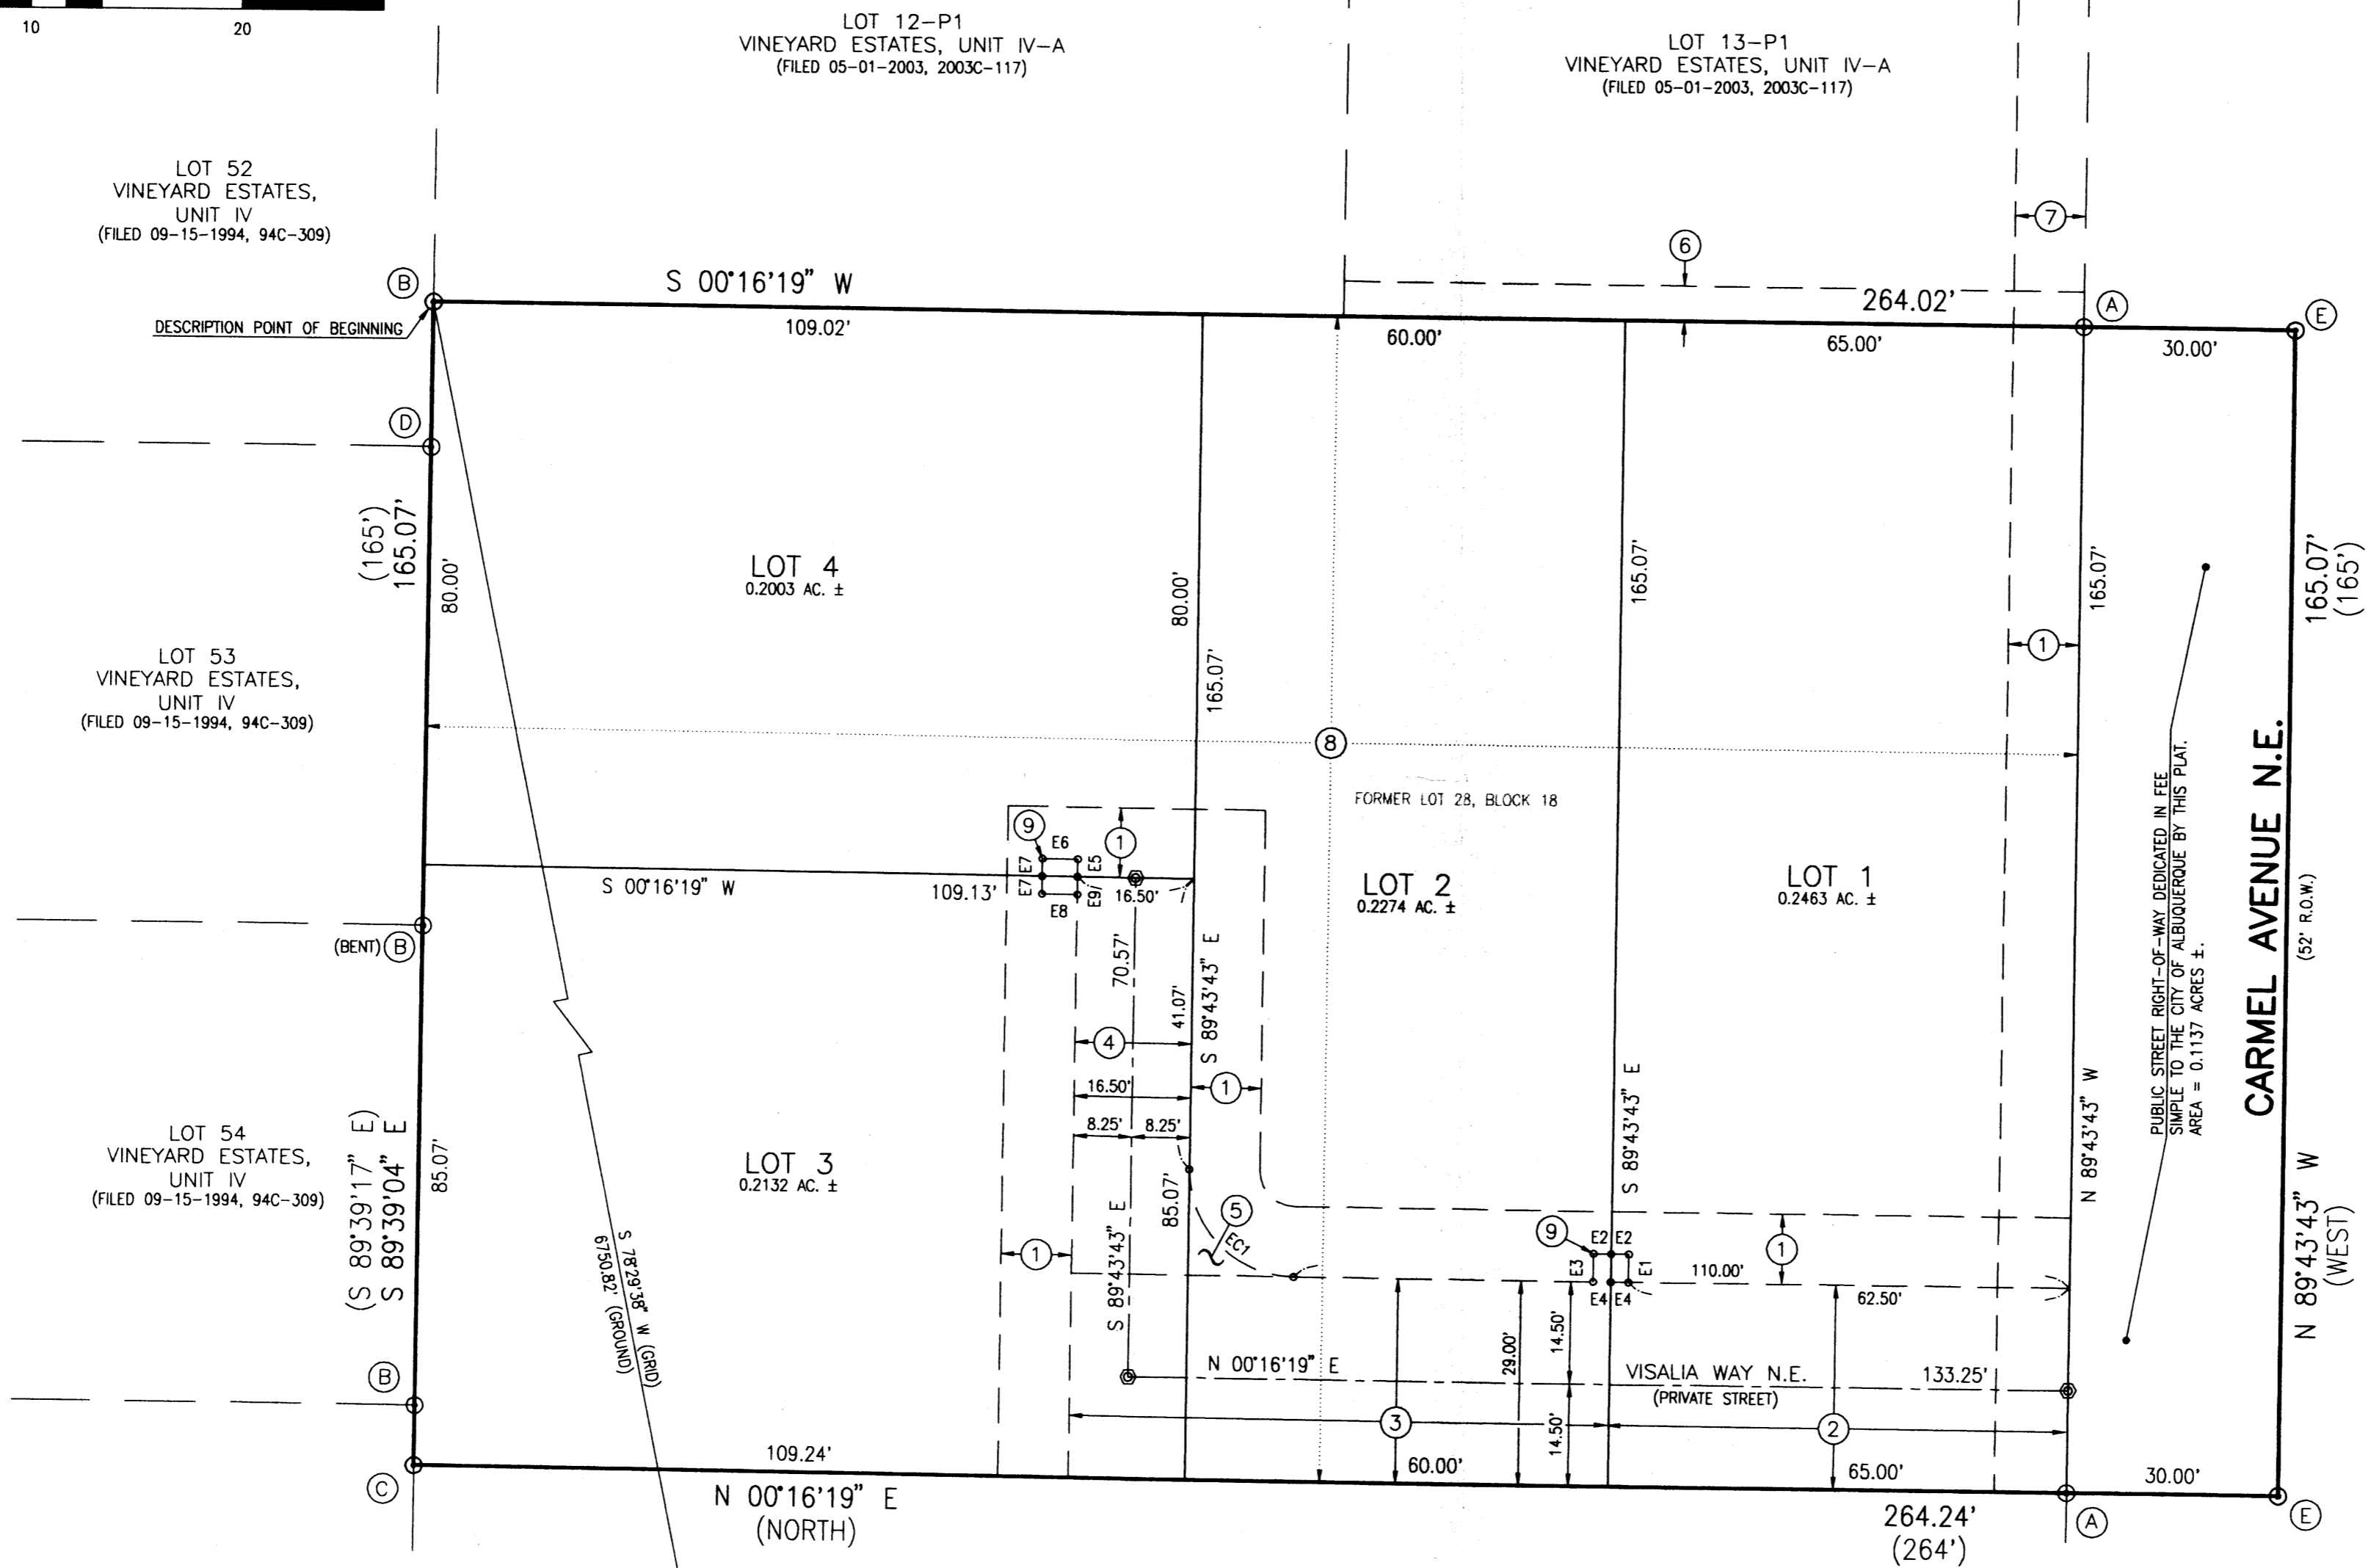 10
20
LOT 12-P1
VINEYARD ESTATES, UNIT IV-A
(FILED 05-01-2003, 2003C-117)
LOT 13-P1
VINEYARD ESTATES, UNIT IV-A
(FILED 05-01-2003, 2003C-117)
LOT 52
VINEYARD ESTATES,
UNIT IV
(FILED 09-15-1994, 94C-309)
7
6
B
S 00°16'19" W
264.02'
A
E
DESCRIPTION POINT OF BEGINNING
109.02'
60.00'
65.00'
30.00'
D
(165')
165.07'
80.00'
LOT 4
0.2003 AC. ±
80.00'
165.07'
165.07'
165.07'
165.07'
(165')
1
LOT 53
VINEYARD ESTATES,
UNIT IV
(FILED 09-15-1994, 94C-309)
8
FORMER LOT 28, BLOCK 18
PUBLIC STREET RIGHT-OF-WAY DEDICATED IN FEE
SIMPLE TO THE CITY OF ALBUQUERQUE BY THIS PLAT.
AREA = 0.1137 ACRES ±.
CARMEL AVENUE N.E.
(52' R.O.W.)
9
E6
1
E7
E5
E7
E9
E8
16.50'
S 00°16'19" W
109.13'
LOT 2
0.2274 AC. ±
LOT 1
0.2463 AC. ±
(BENT)
B
70.57'
41.07'
S 89°43'43" E
4
1
16.50'
8.25'
8.25'
S 89°43'43" E
N 89°43'43" W
LOT 54
VINEYARD ESTATES,
UNIT IV
(FILED 09-15-1994, 94C-309)
(S 89°39'17" E)
S 89°39'04" E
85.07'
LOT 3
0.2132 AC. ±
85.07'
S 89°43'43" E
5
EC1
1
9
E2
E2
E3
E1
E4
E4
1
110.00'
62.50'
N 89°43'43" W
(WEST)
S 78°29'38" W (GRID)
6750.82' (GROUND)
29.00'
14.50'
14.50'
B
N 00°16'19" E
VISALIA WAY N.E.
(PRIVATE STREET)
133.25'
3
2
C
109.24'
60.00'
65.00'
30.00'
N 00°16'19" E
(NORTH)
264.24'
(264')
A
E